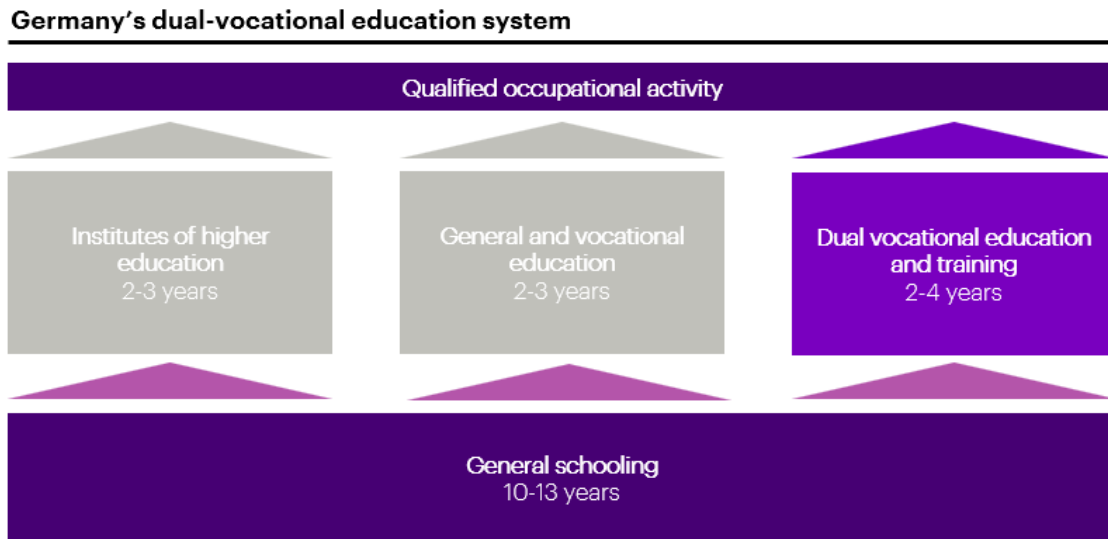 Germany's dual-vocational education system
Qualified occupational activity
Institutes of higher
education
2-3 years
General and vocational
education
2-3 years
Dual vocational education
and training
2-4 years
General schooling
10-13 years